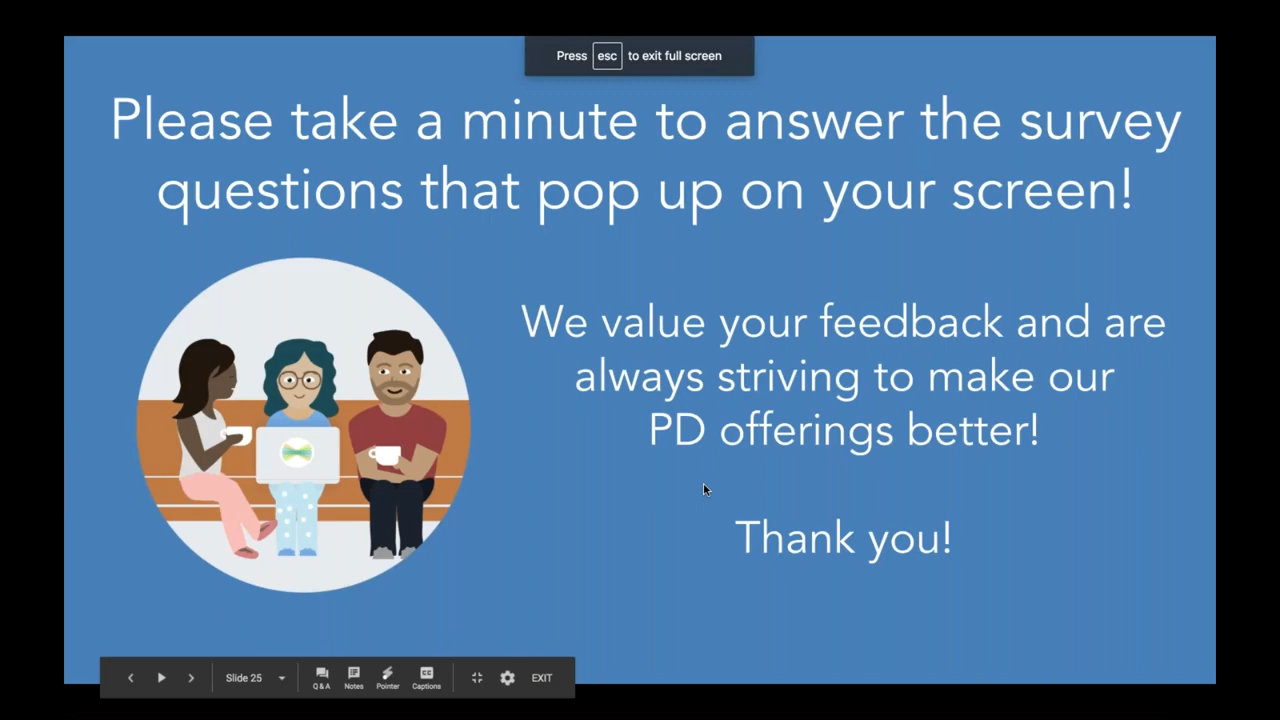 Press esc to exit full screen
Please take a minute to answer the survey
questions that pop up on your screen!
We value your feedback and are
always striving to make our
PD offerings better!
Thank you!
Slide 25
Q & A
Notes
Pointer
CC
Captions
EXIT